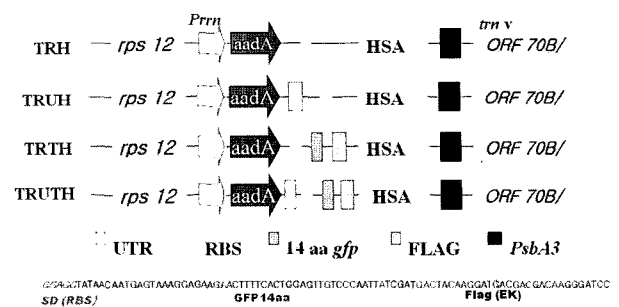 Prrn trn v
TRH rps 12 aadA HSA ORF 70B/
TRUH rps 12 aadA HSA ORF 70B/
TRTH rps 12 aadA HSA ORF 70B/
TRUTH rps 12 aadA HSA ORF 70B/
UTR RBS 14 aa gfp FLAG PsbA3
TATAACAATGAGTAAAGGAGAAGAACTTTTCACTGGAGTTGTCCCAATTATCGATGACTACAAGGATGACGACGACAAGGGATCC
SD (RBS) GFP 14aa Flag (EK)